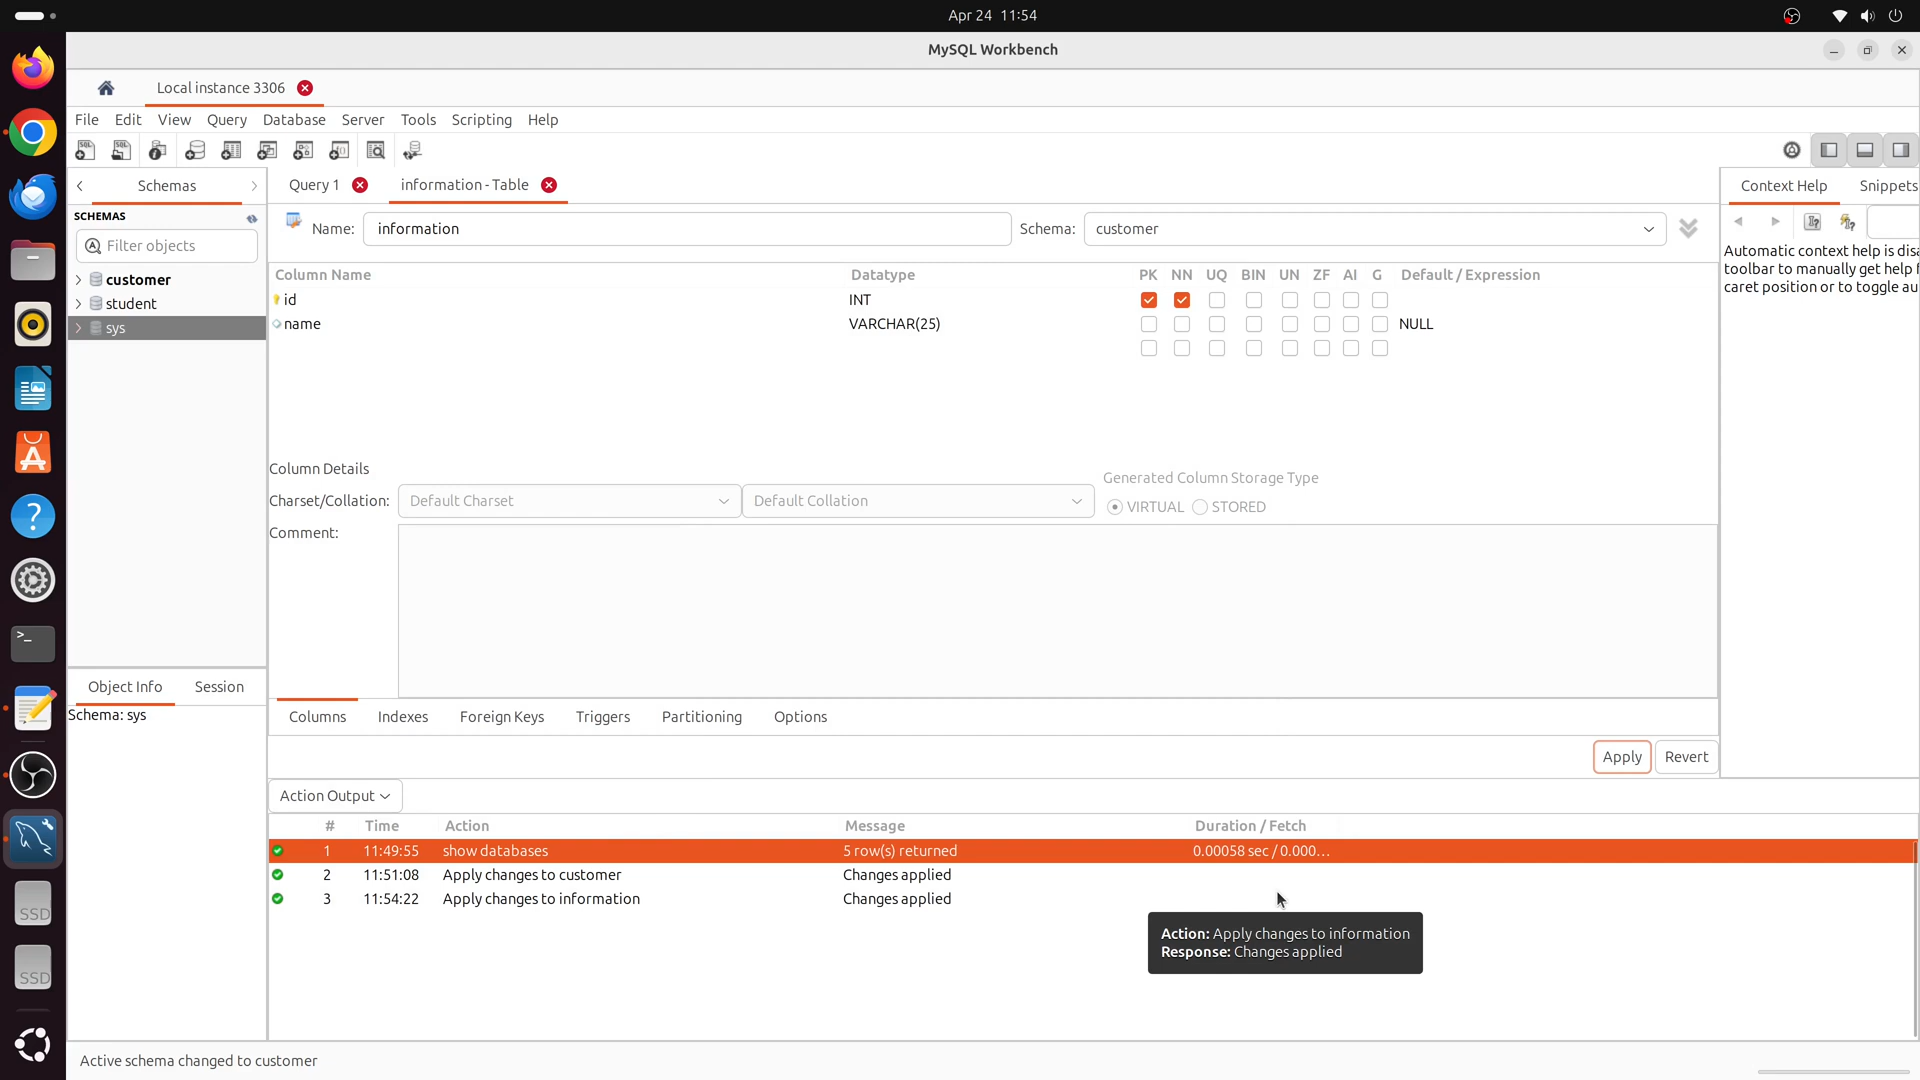 Apr 24 11:54
MySQL Workbench
Local instance 3306
File Edit View Query Database Server Tools Scripting Help
Schemas
Query 1
information - Table
Context Help
Snippets
SCHEMAS
Filter objects
Name: information
Schema: customer
Automatic context help is disa
toolbar to manually get help f
caret position or to toggle au
customer
student
sys
Column Name Datatype PK NN UQ BIN UN ZF AI G Default / Expression
id INT
name VARCHAR(25) NULL
Column Details
Generated Column Storage Type
Charset/Collation: Default Charset Default Collation
VIRTUAL STORED
Comment:
Object Info Session
Schema: sys
Columns Indexes Foreign Keys Triggers Partitioning Options
Apply Revert
Action Output
# Time Action Message Duration / Fetch
1 11:49:55 show databases 5 row(s) returned 0.00058 sec / 0.000...
2 11:51:08 Apply changes to customer Changes applied
3 11:54:22 Apply changes to information Changes applied
Action: Apply changes to information
Response: Changes applied
SSD
SSD
Active schema changed to customer